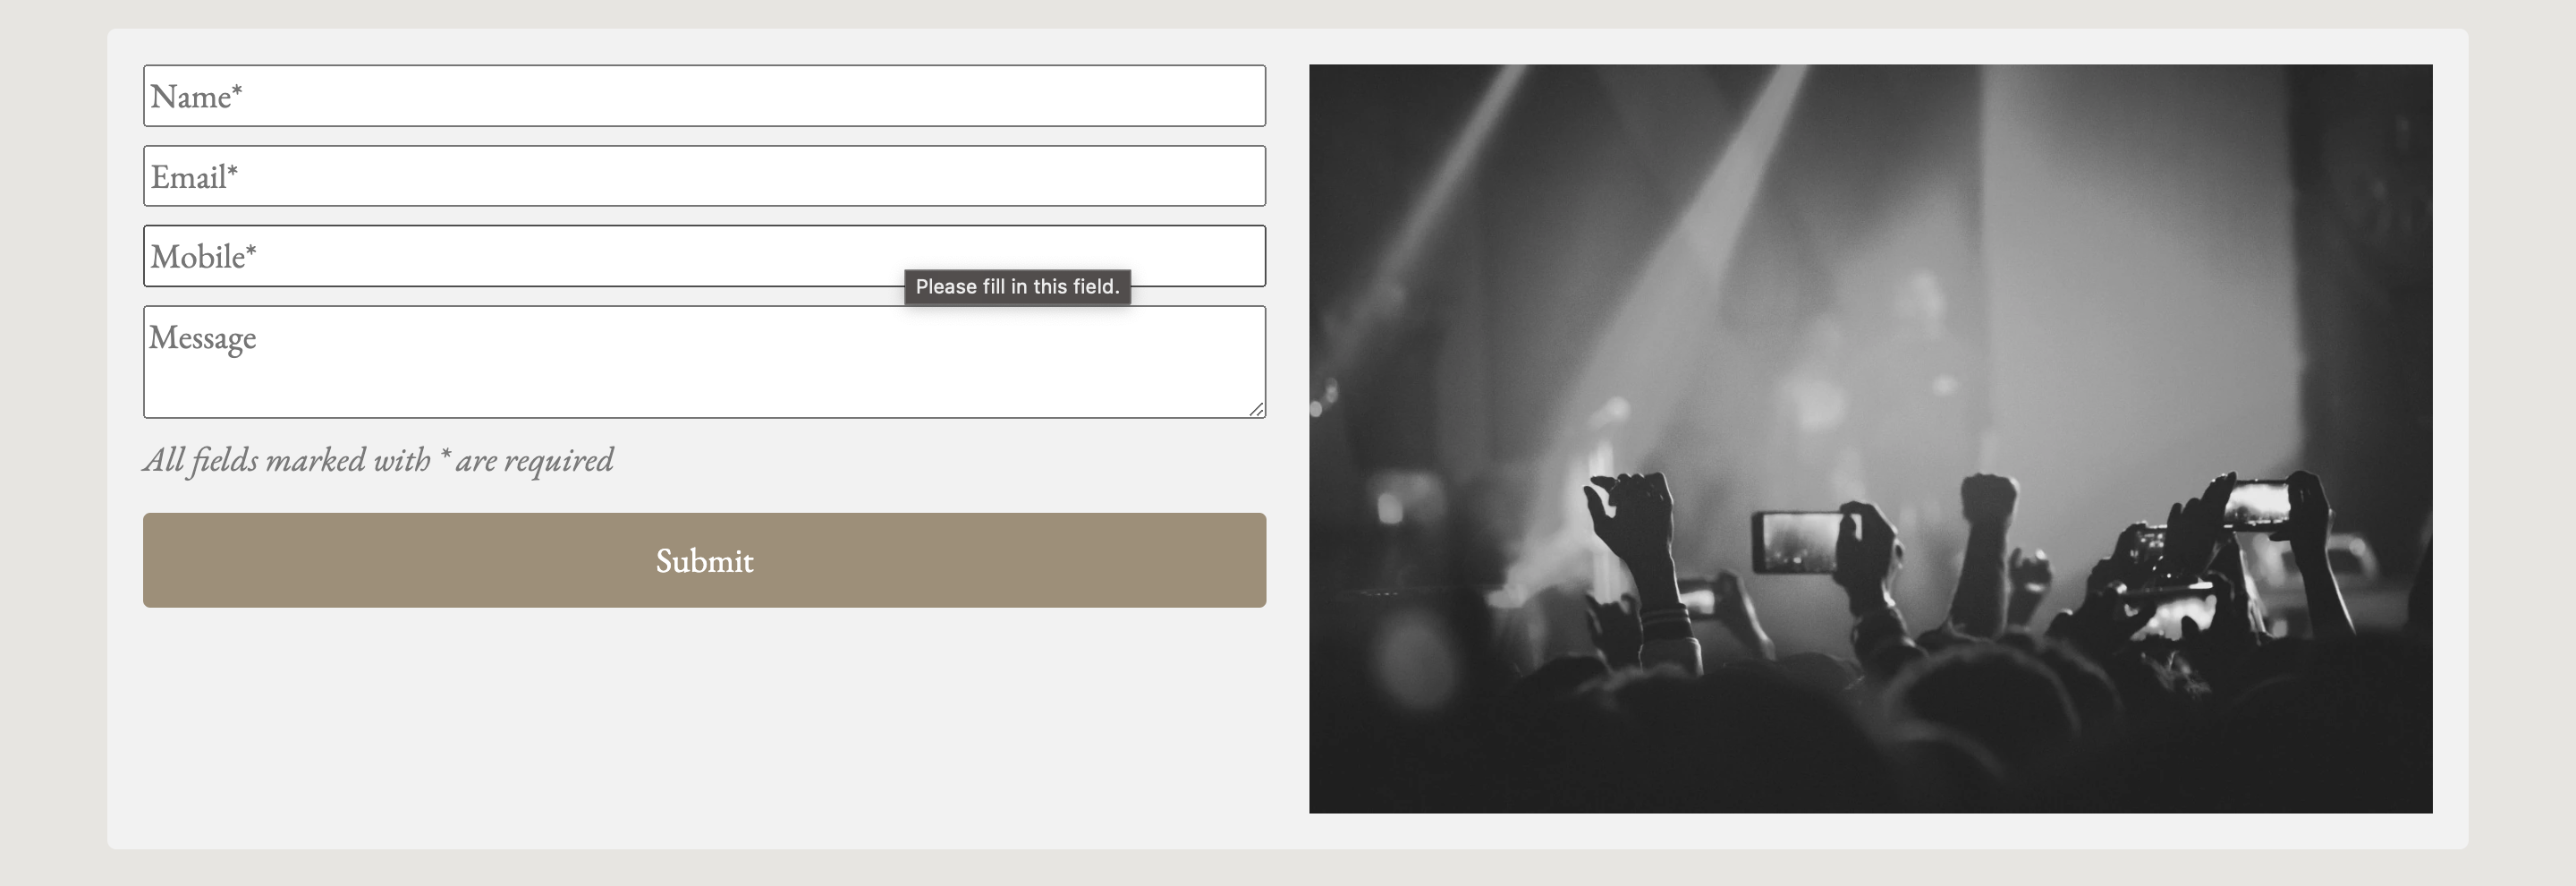 Name*
Email*
Mobile*
Please fill in this field.
Message
All fields marked with * are required
Submit